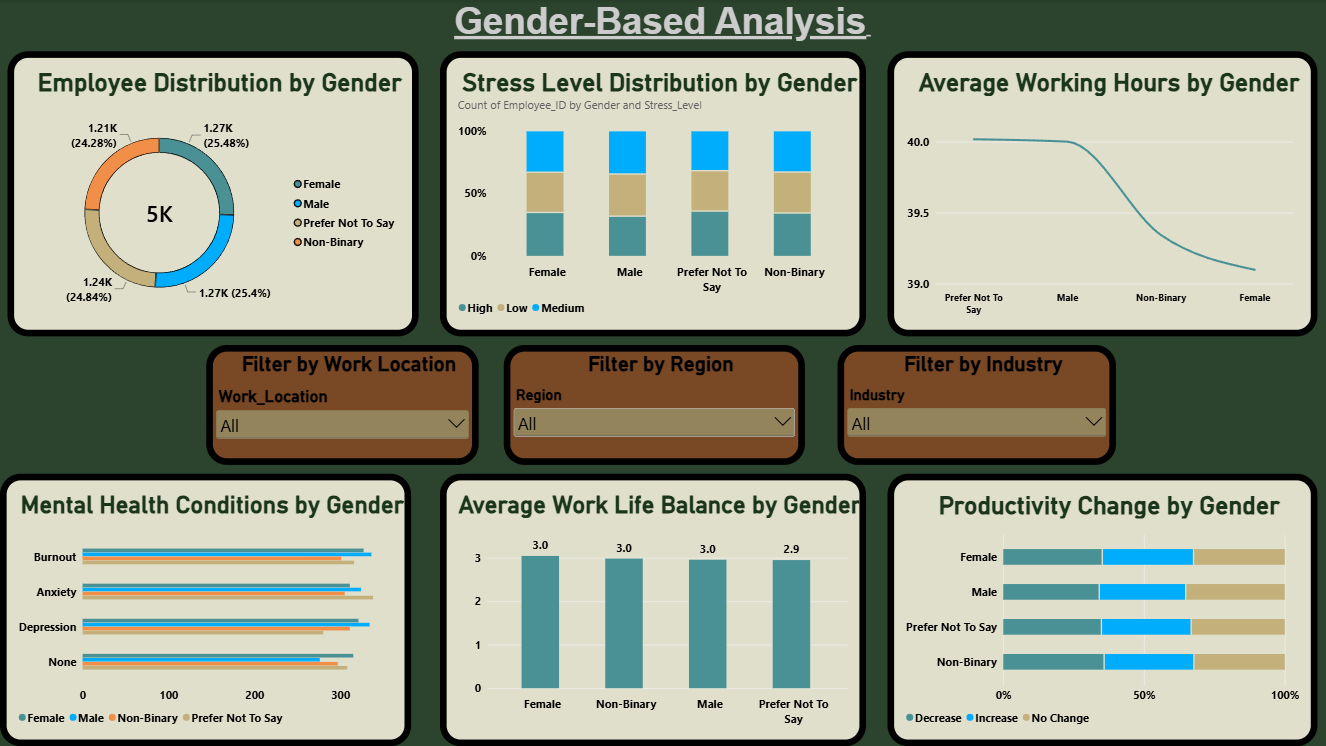 Gender-Based Analysis
Employee Distribution by Gender
1.21K
(24.28%)
1.27K
(25.48%)
5K
1.24K
(24.84%)
1.27K (25.4%)
Female
Male
Prefer Not To Say
Non-Binary
Stress Level Distribution by Gender
Count of Employee_ID by Gender and Stress_Level
100%
50%
0%
Female
Male
Prefer Not To
Say
Non-Binary
High Low Medium
Average Working Hours by Gender
40.0
39.5
39.0
Prefer Not To
Say
Male
Non-Binary
Female
Filter by Work Location
Work_Location
All
Filter by Region
Region
All
Filter by Industry
Industry
All
Mental Health Conditions by Gender
Burnout
Anxiety
Depression
None
0 100 200 300
Female Male Non-Binary Prefer Not To Say
Average Work Life Balance by Gender
3.0 3.0 3.0 2.9
3
2
1
0
Female
Non-Binary
Male
Prefer Not To
Say
Productivity Change by Gender
Female
Male
Prefer Not To Say
Non-Binary
0% 50% 100%
Decrease Increase No Change